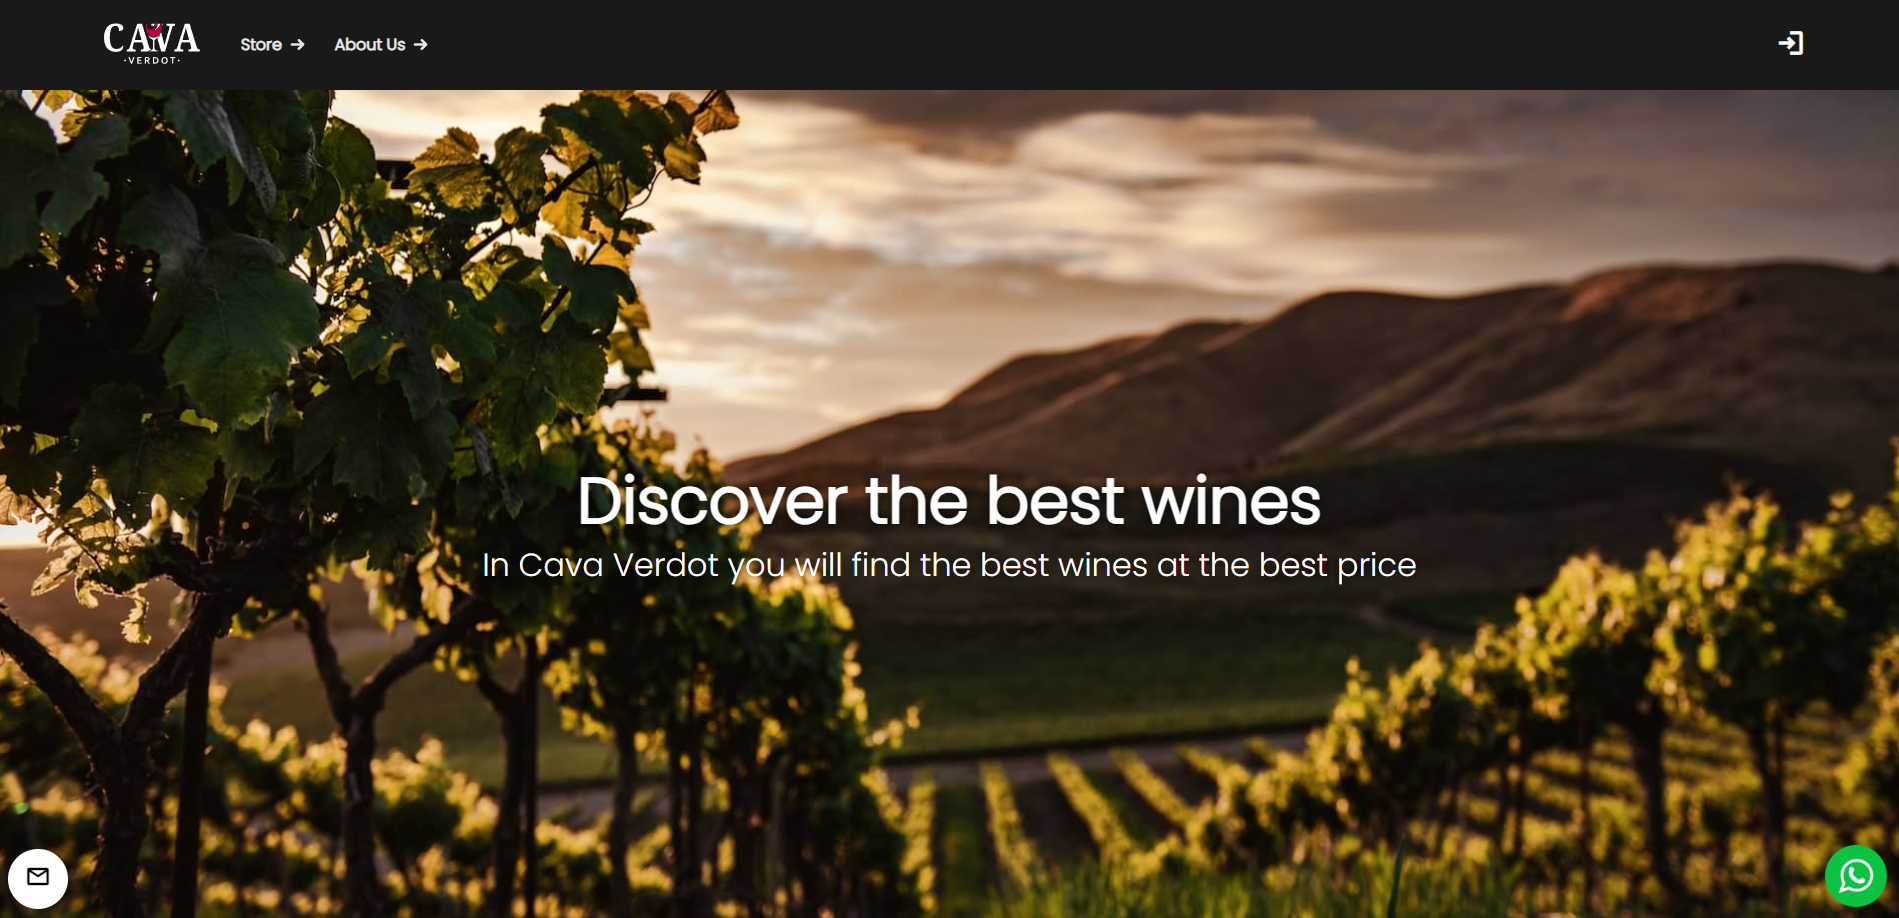 CAVA
·VERDOT·
Store
About Us
Discover the best wines
In Cava Verdot you will find the best wines at the best price